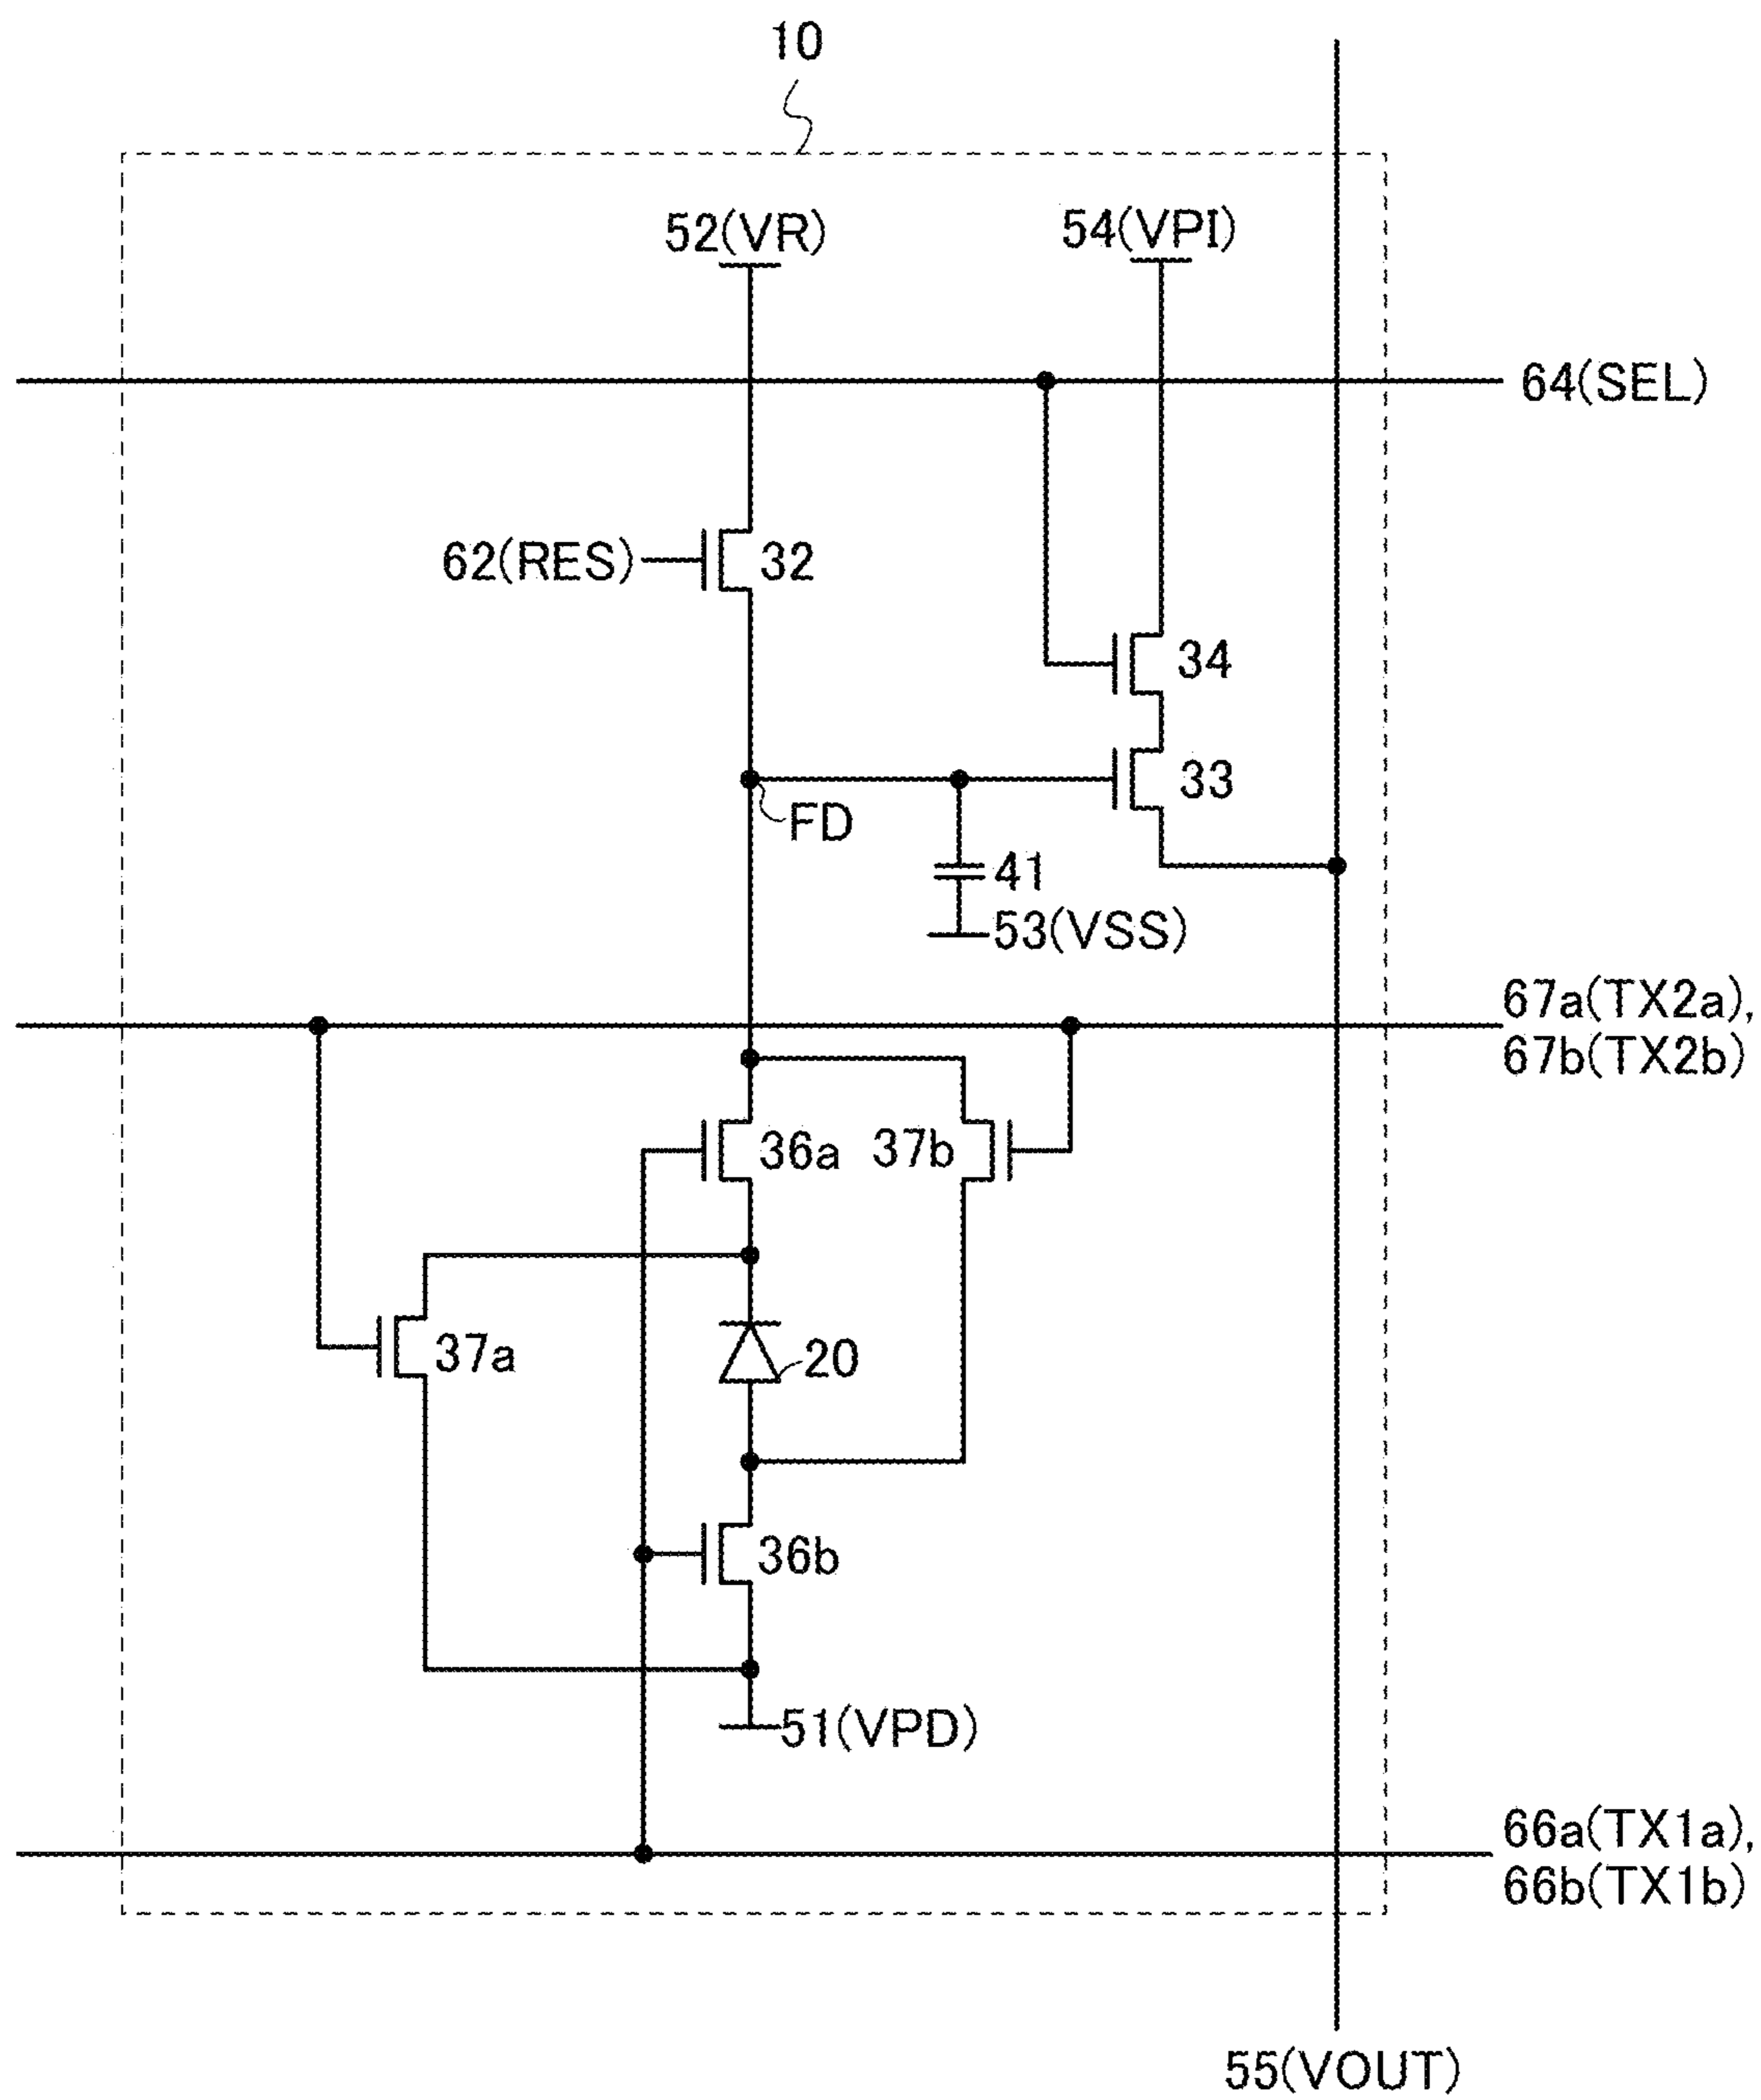 10
52(VR)
54(VPI)
64(SEL)
62(RES)
32
34
33
FD
41
53(VSS)
67a(TX2a),
67b(TX2b)
36a
37b
37a
20
36b
51(VPD)
66a(TX1a),
66b(TX1b)
55(VOUT)